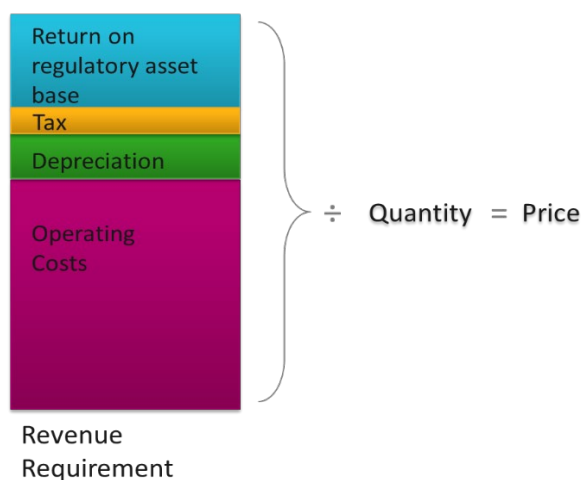 Return on
regulatory asset
base
Tax
Depreciation
Operating
Costs
÷ Quantity = Price
Revenue
Requirement